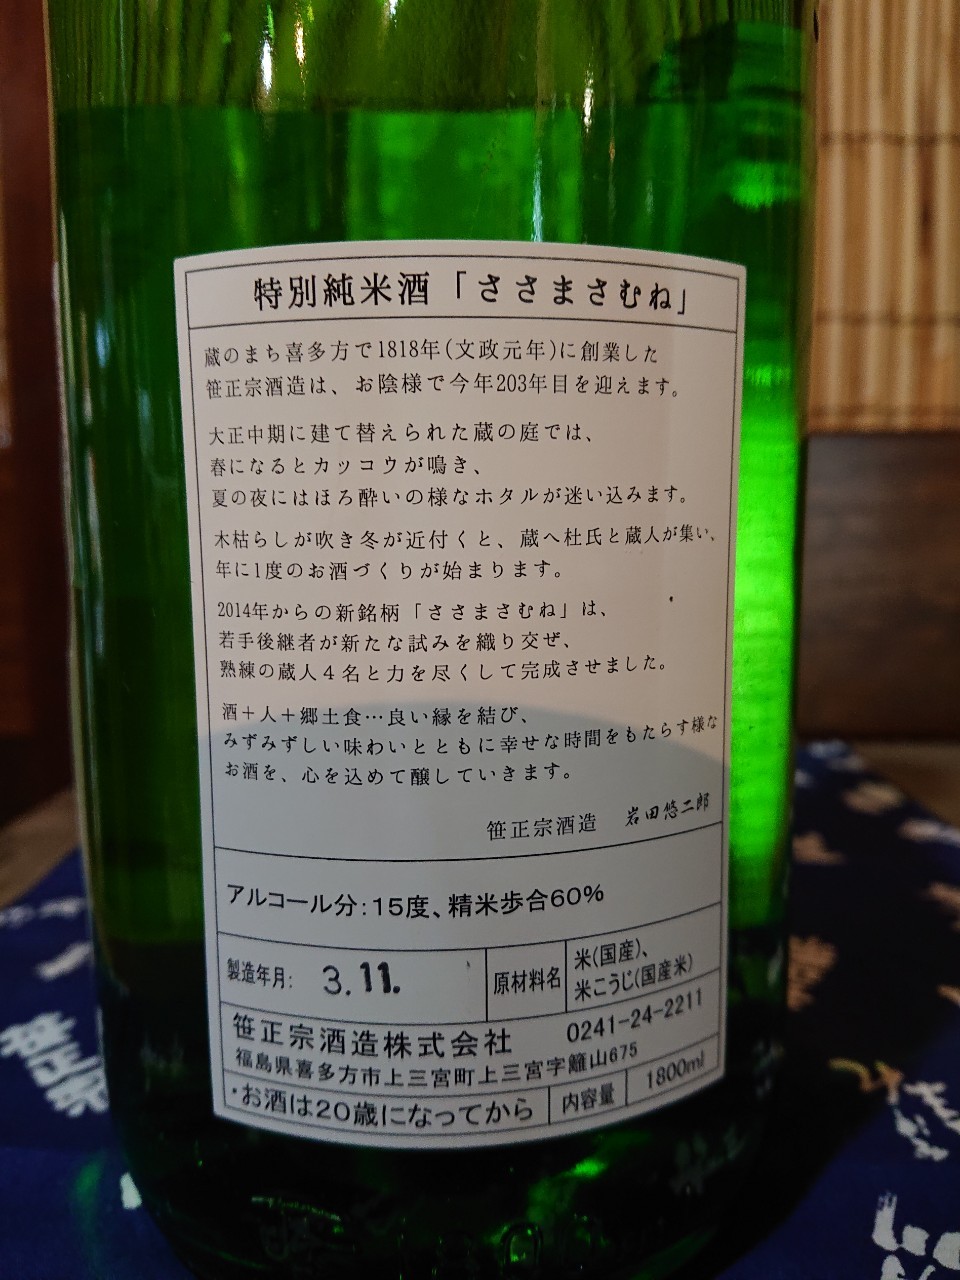 特別純米酒「ささまさむね」
蔵のまち喜多方で1818年(文政元年)に創業した
笹正宗酒造は、お陰様で今年203年目を迎えます。
大正中期に建て替えられた蔵の庭では、
春になるとカッコウが鳴き、
夏の夜にはほろ酔いの様なホタルが迷い込みます。
木枯らしが吹き冬が近付くと、蔵へ杜氏と蔵人が集い、
年に1度のお酒づくりが始まります。
2014年からの新銘柄「ささまさむね」は、
若手後継者が新たな試みを織り交ぜ、
熟練の蔵人4名と力を尽くして完成させました。
酒＋人＋郷土食…良い縁を結び、
みずみずしい味わいとともに幸せな時間をもたらす様な
お酒を、心を込めて醸していきます。
笹正宗酒造 岩田悠二郎
アルコール分:15度、精米歩合60%
製造年月: 3.11.
原材料名 米(国産)、
米こうじ(国産米)
笹正宗酒造株式会社 0241-24-2211
福島県喜多方市上三宮町上三宮字籬山675
・お酒は20歳になってから 内容量 1800ml
笹正宗